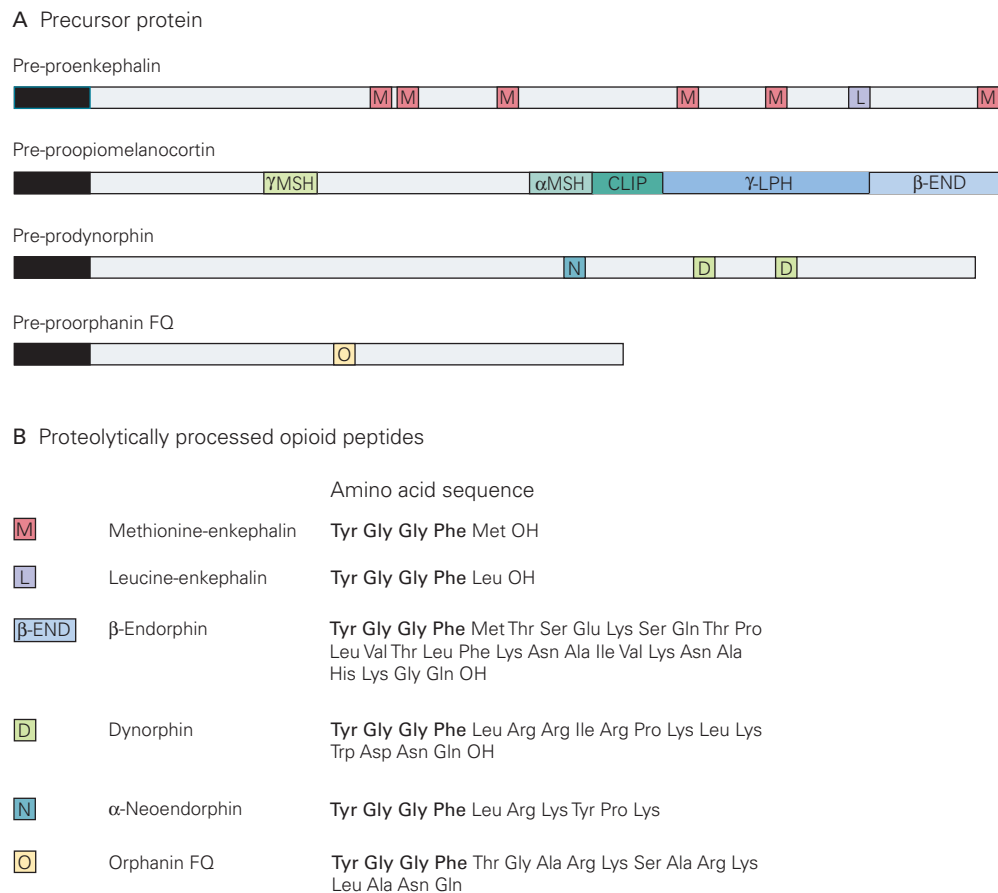 A Precursor protein
Pre-proenkephalin
M M M M M L M
Pre-proopiomelanocortin
γMSH αMSH CLIP γ-LPH β-END
Pre-prodynorphin
N D D
Pre-proorphanin FQ
O
B Proteolytically processed opioid peptides
Amino acid sequence
M Methionine-enkephalin Tyr Gly Gly Phe Met OH
L Leucine-enkephalin Tyr Gly Gly Phe Leu OH
β-END β-Endorphin Tyr Gly Gly Phe Met Thr Ser Glu Lys Ser Gln Thr Pro
Leu Val Thr Leu Phe Lys Asn Ala Ile Val Lys Asn Ala
His Lys Gly Gln OH
D Dynorphin Tyr Gly Gly Phe Leu Arg Arg Ile Arg Pro Lys Leu Lys
Trp Asp Asn Gln OH
N α-Neoendorphin Tyr Gly Gly Phe Leu Arg Lys Tyr Pro Lys
O Orphanin FQ Tyr Gly Gly Phe Thr Gly Ala Arg Lys Ser Ala Arg Lys
Leu Ala Asn Gln